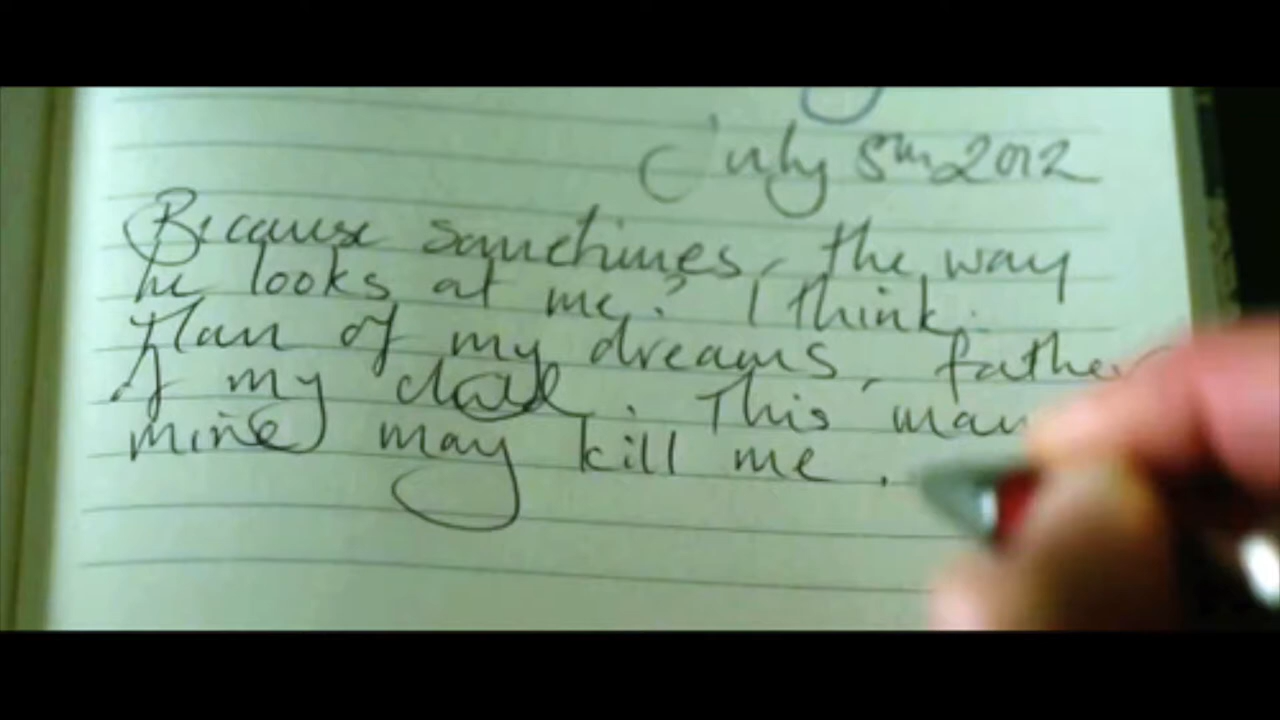 July 5th 2012
Because sometimes, the way
he looks at me? I think.
Man of my dreams, father
of my child. This man
mine may kill me.